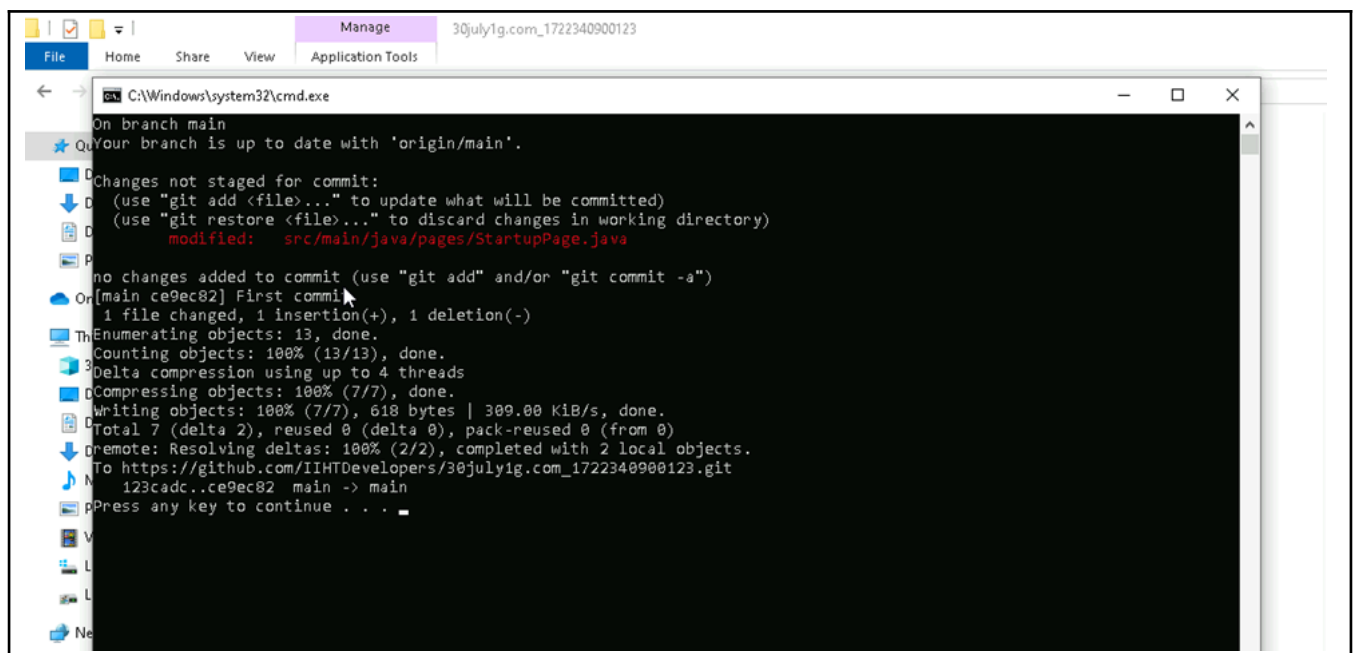 Manage 30july1g.com_1722340900123
File Home Share View Application Tools
C:\Windows\system32\cmd.exe
On branch main
Your branch is up to date with 'origin/main'.
Changes not staged for commit:
(use "git add <file>..." to update what will be committed)
(use "git restore <file>..." to discard changes in working directory)
modified: src/main/java/pages/StartupPage.java
no changes added to commit (use "git add" and/or "git commit -a")
[main ce9ec82] First commit
1 file changed, 1 insertion(+), 1 deletion(-)
Enumerating objects: 13, done.
Counting objects: 100% (13/13), done.
Delta compression using up to 4 threads
Compressing objects: 100% (7/7), done.
Writing objects: 100% (7/7), 618 bytes | 309.00 KiB/s, done.
Total 7 (delta 2), reused 0 (delta 0), pack-reused 0 (from 0)
remote: Resolving deltas: 100% (2/2), completed with 2 local objects.
To https://github.com/IIHTDevelopers/30july1g.com_1722340900123.git
123cadc..ce9ec82 main -> main
Press any key to continue . . .